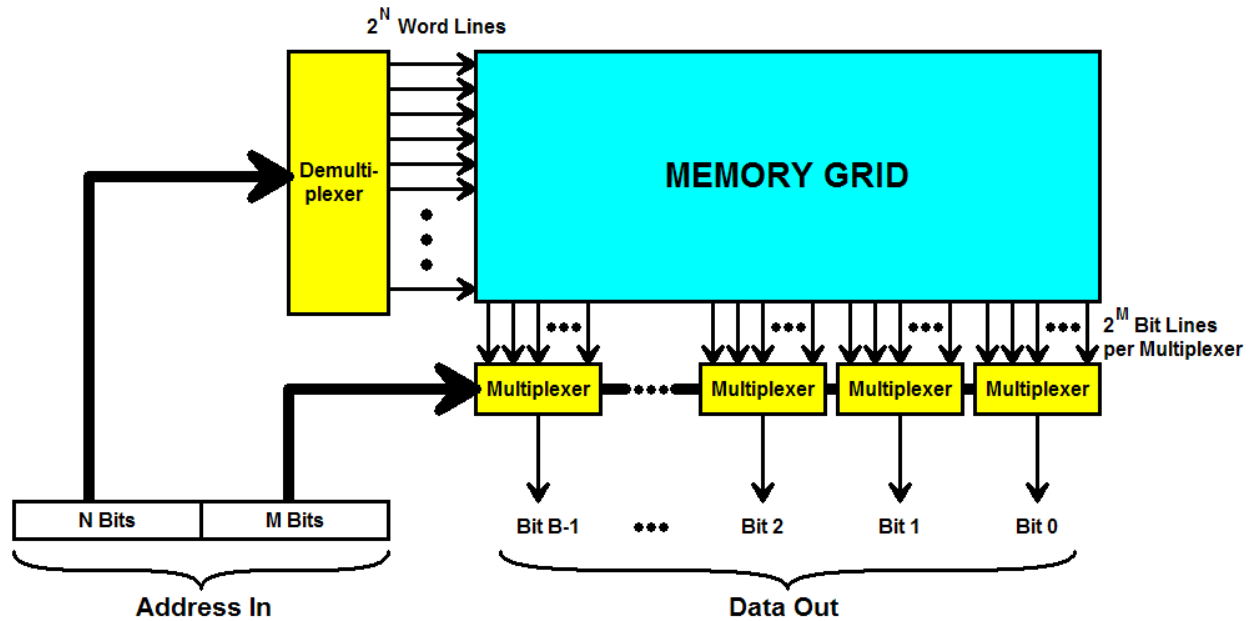 2^N Word Lines
Demulti-
plexer
MEMORY GRID
2^M Bit Lines
per Multiplexer
Multiplexer
Multiplexer
Multiplexer
Multiplexer
N Bits
M Bits
Bit B-1
Bit 2
Bit 1
Bit 0
Address In
Data Out